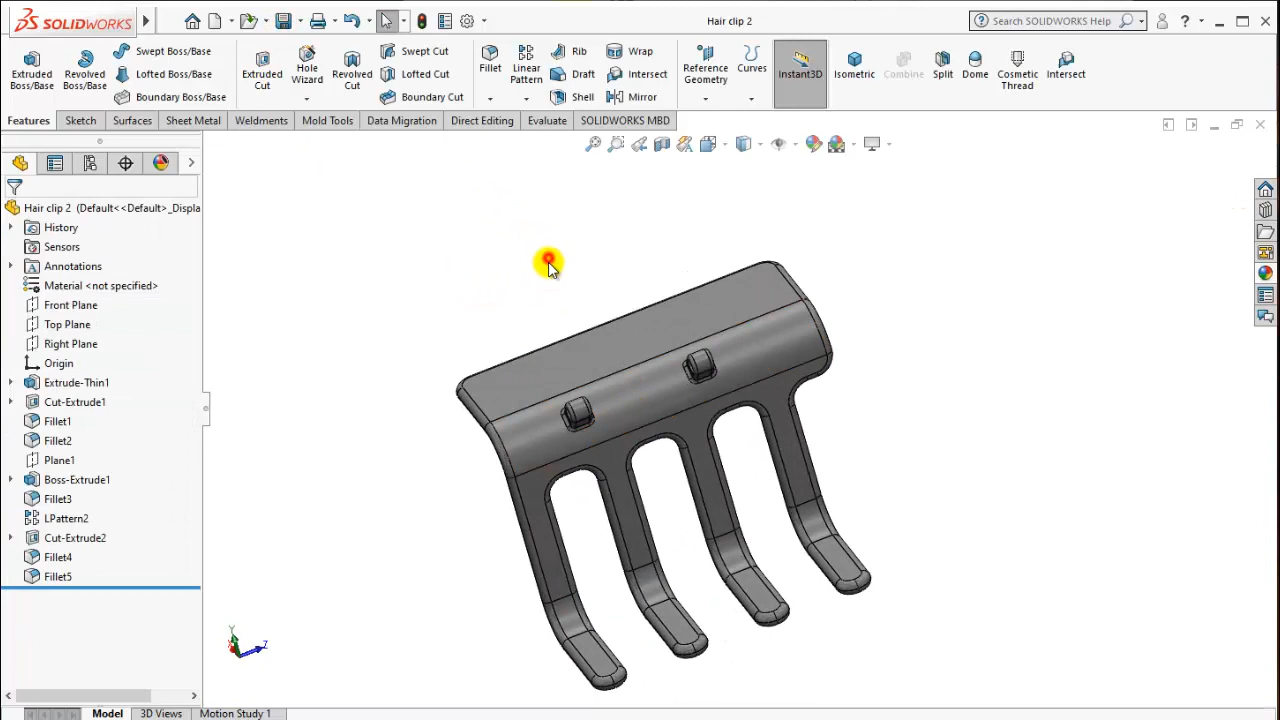 SOLIDWORKS
Hair clip 2
Search SOLIDWORKS Help
Extruded Boss/Base
Revolved Boss/Base
Swept Boss/Base
Lofted Boss/Base
Boundary Boss/Base
Extruded Cut
Hole Wizard
Revolved Cut
Swept Cut
Lofted Cut
Boundary Cut
Fillet
Linear Pattern
Rib
Draft
Shell
Wrap
Intersect
Mirror
Reference Geometry
Curves
Instant3D
Isometric
Combine
Split
Dome
Cosmetic Thread
Intersect
Features
Sketch
Surfaces
Sheet Metal
Weldments
Mold Tools
Data Migration
Direct Editing
Evaluate
SOLIDWORKS MBD
Hair clip 2 (Default<<Default>_Displa
History
Sensors
Annotations
Material <not specified>
Front Plane
Top Plane
Right Plane
Origin
Extrude-Thin1
Cut-Extrude1
Fillet1
Fillet2
Plane1
Boss-Extrude1
Fillet3
LPattern2
Cut-Extrude2
Fillet4
Fillet5
Y
X
Z
Model
3D Views
Motion Study 1